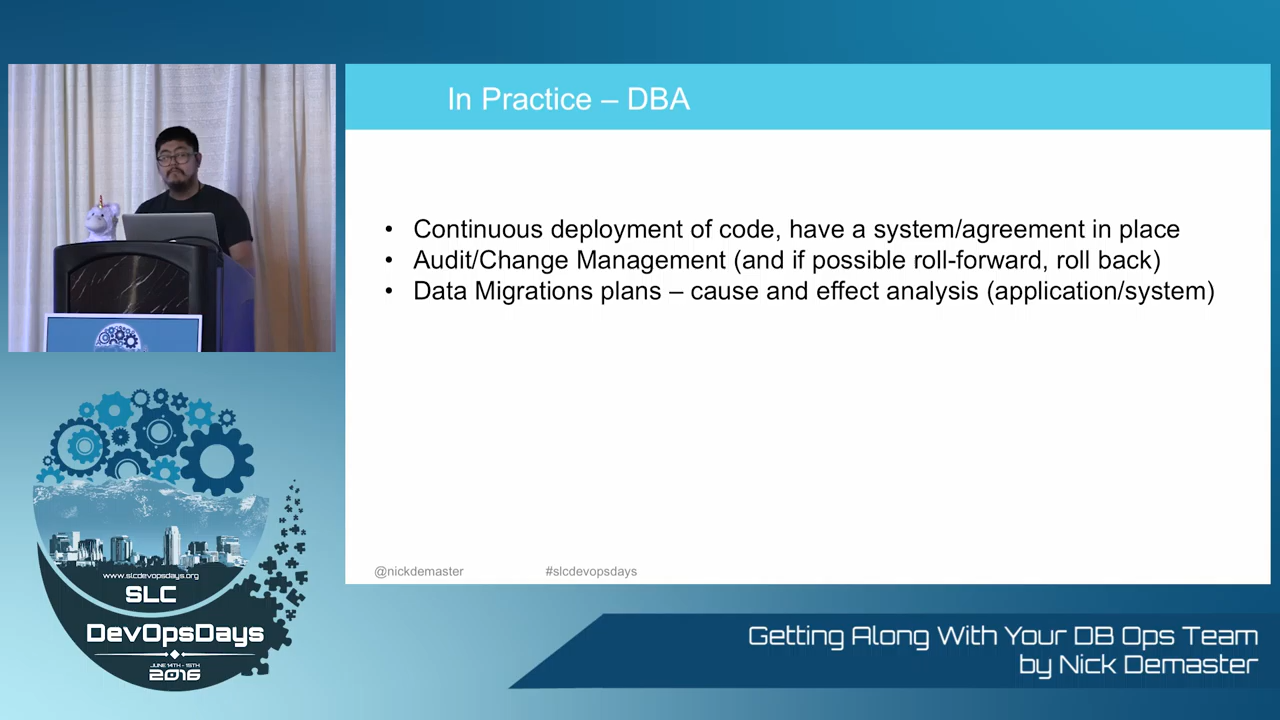 In Practice – DBA
• Continuous deployment of code, have a system/agreement in place
• Audit/Change Management (and if possible roll-forward, roll back)
• Data Migrations plans – cause and effect analysis (application/system)
@nickdemaster #slcdevopsdays
www.slcdevopsdays.org
SLC
DevOpsDays
JUNE 14TH - 15TH
2016
Getting Along With Your DB Ops Team
by Nick Demaster